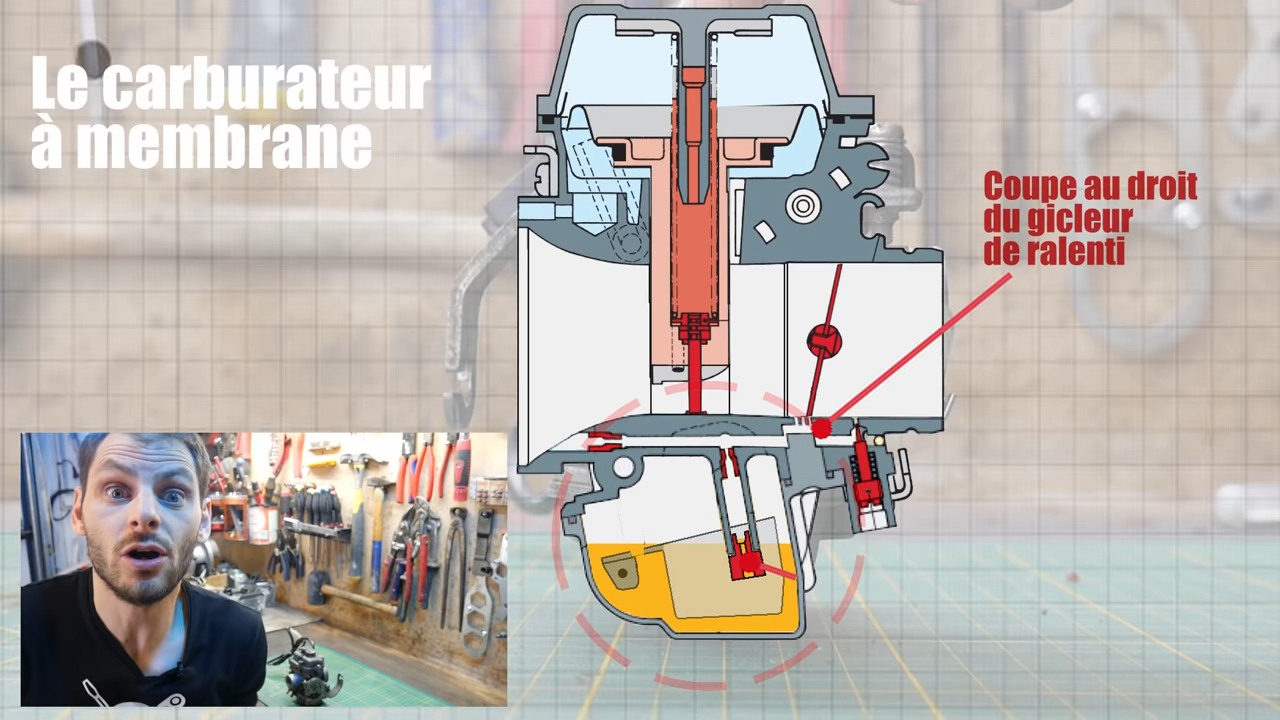 Le carburateur
à membrane
Coupe au droit
du gicleur
de ralenti